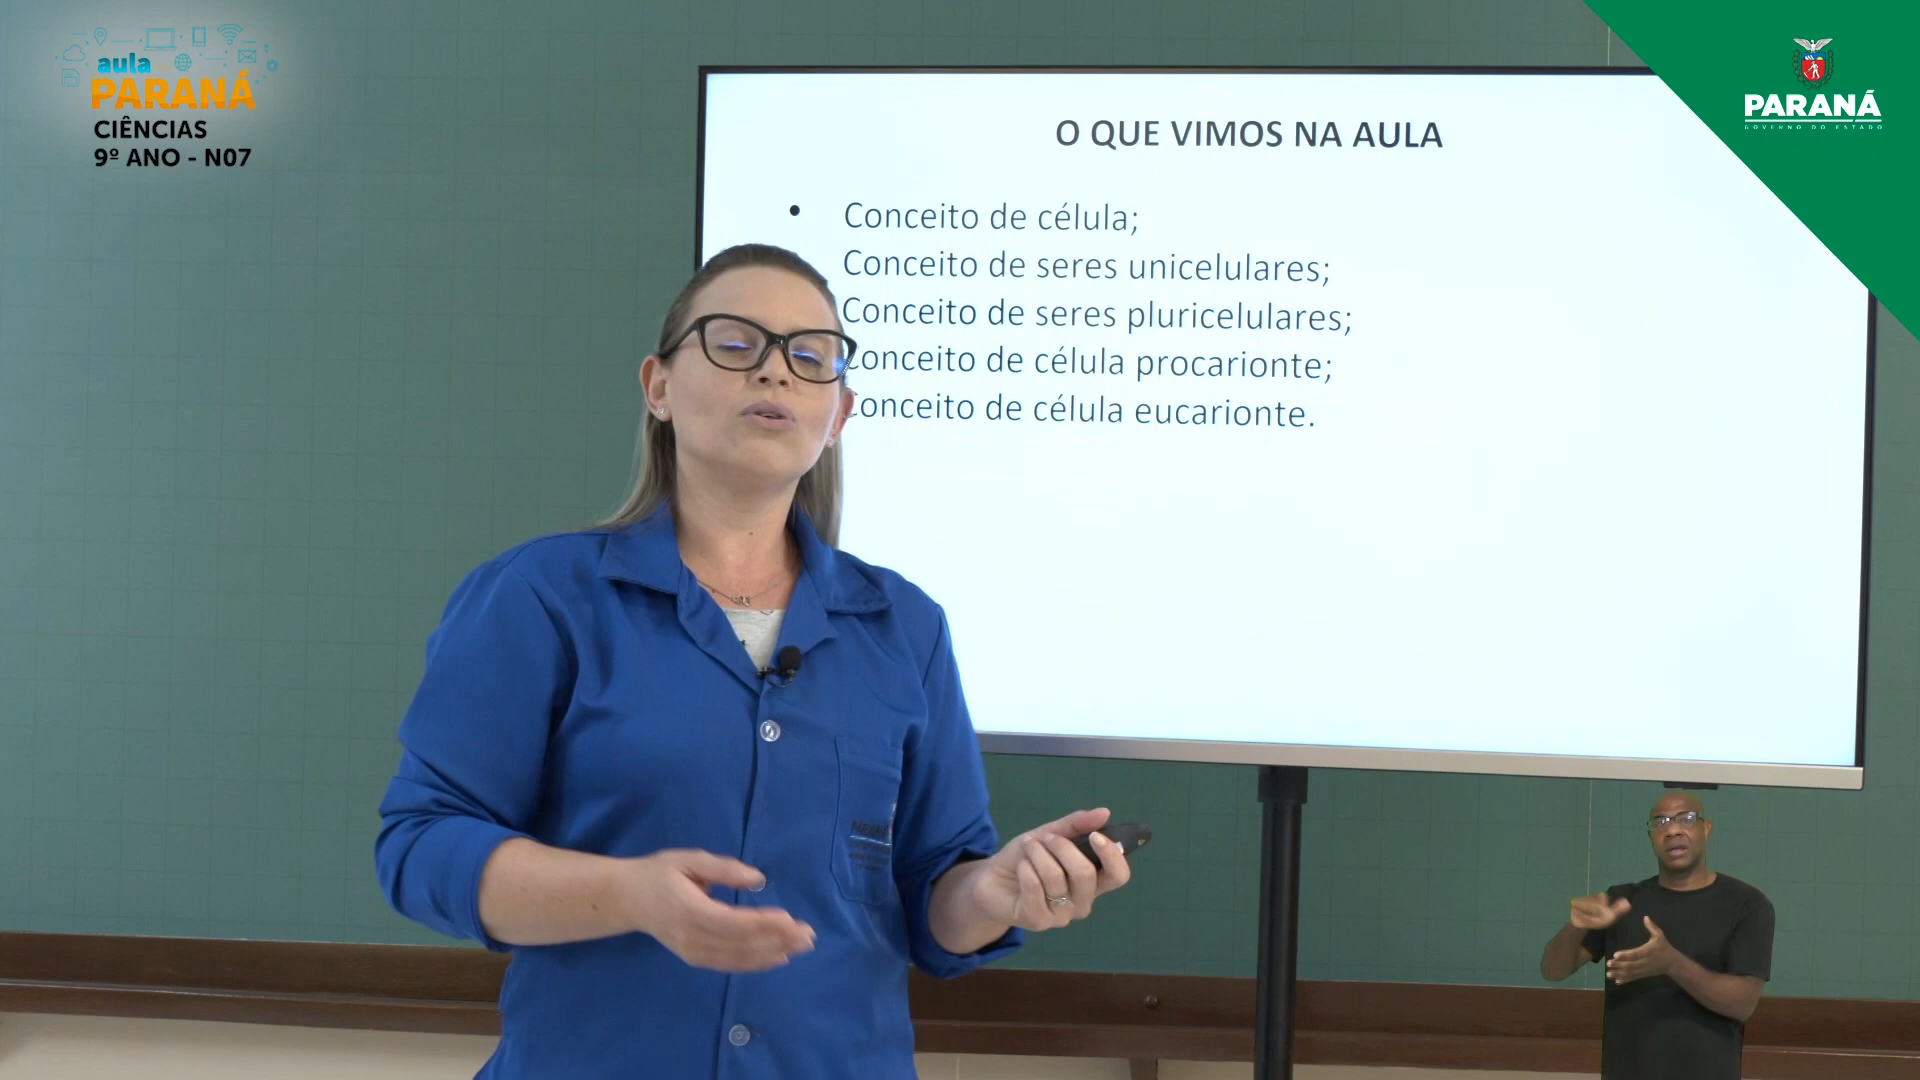 aula
PARANÁ
CIÊNCIAS
9º ANO - N07
PARANÁ
GOVERNO DO ESTADO
O QUE VIMOS NA AULA
• Conceito de célula;
Conceito de seres unicelulares;
Conceito de seres pluricelulares;
Conceito de célula procarionte;
Conceito de célula eucarionte.